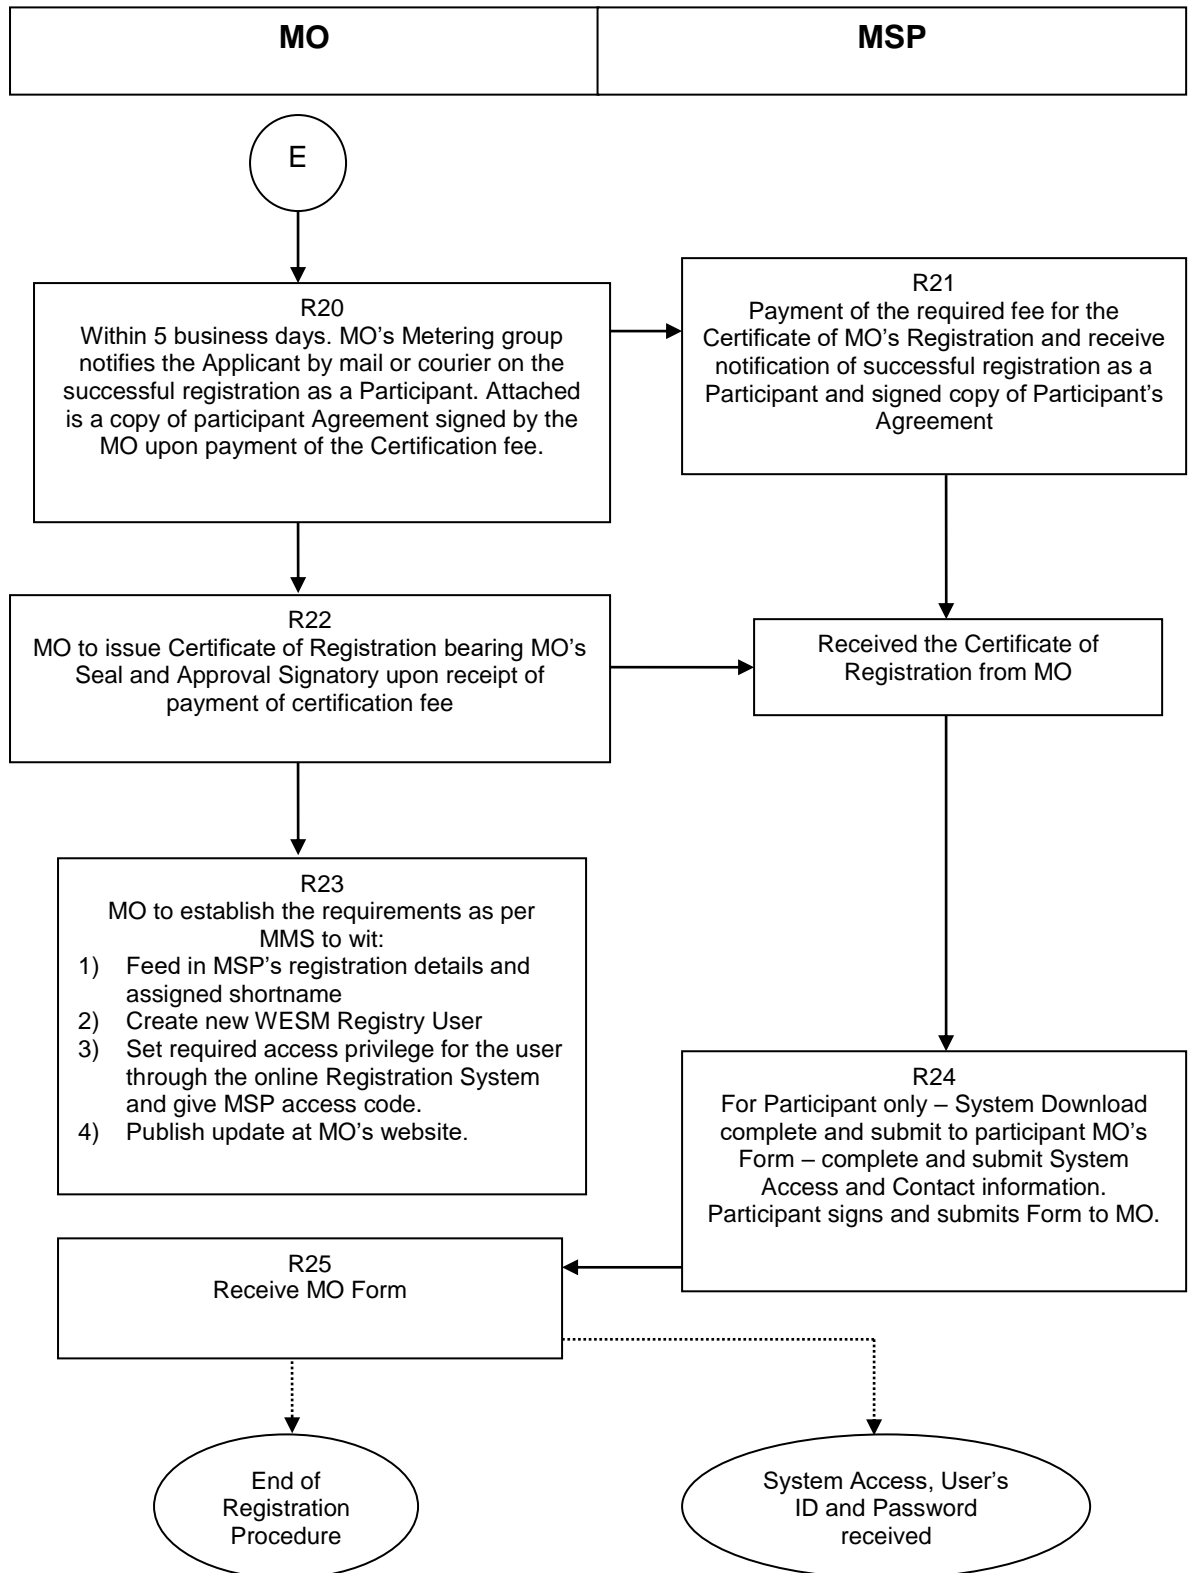 MO
MSP
E
R20
Within 5 business days. MO’s Metering group
notifies the Applicant by mail or courier on the
successful registration as a Participant. Attached
is a copy of participant Agreement signed by the
MO upon payment of the Certification fee.
R21
Payment of the required fee for the
Certificate of MO’s Registration and receive
notification of successful registration as a
Participant and signed copy of Participant’s
Agreement
R22
MO to issue Certificate of Registration bearing MO’s
Seal and Approval Signatory upon receipt of
payment of certification fee
Received the Certificate of
Registration from MO
R23
MO to establish the requirements as per
MMS to wit:
1) Feed in MSP’s registration details and
assigned shortname
2) Create new WESM Registry User
3) Set required access privilege for the user
through the online Registration System
and give MSP access code.
4) Publish update at MO’s website.
R24
For Participant only – System Download
complete and submit to participant MO’s
Form – complete and submit System
Access and Contact information.
Participant signs and submits Form to MO.
R25
Receive MO Form
End of
Registration
Procedure
System Access, User’s
ID and Password
received